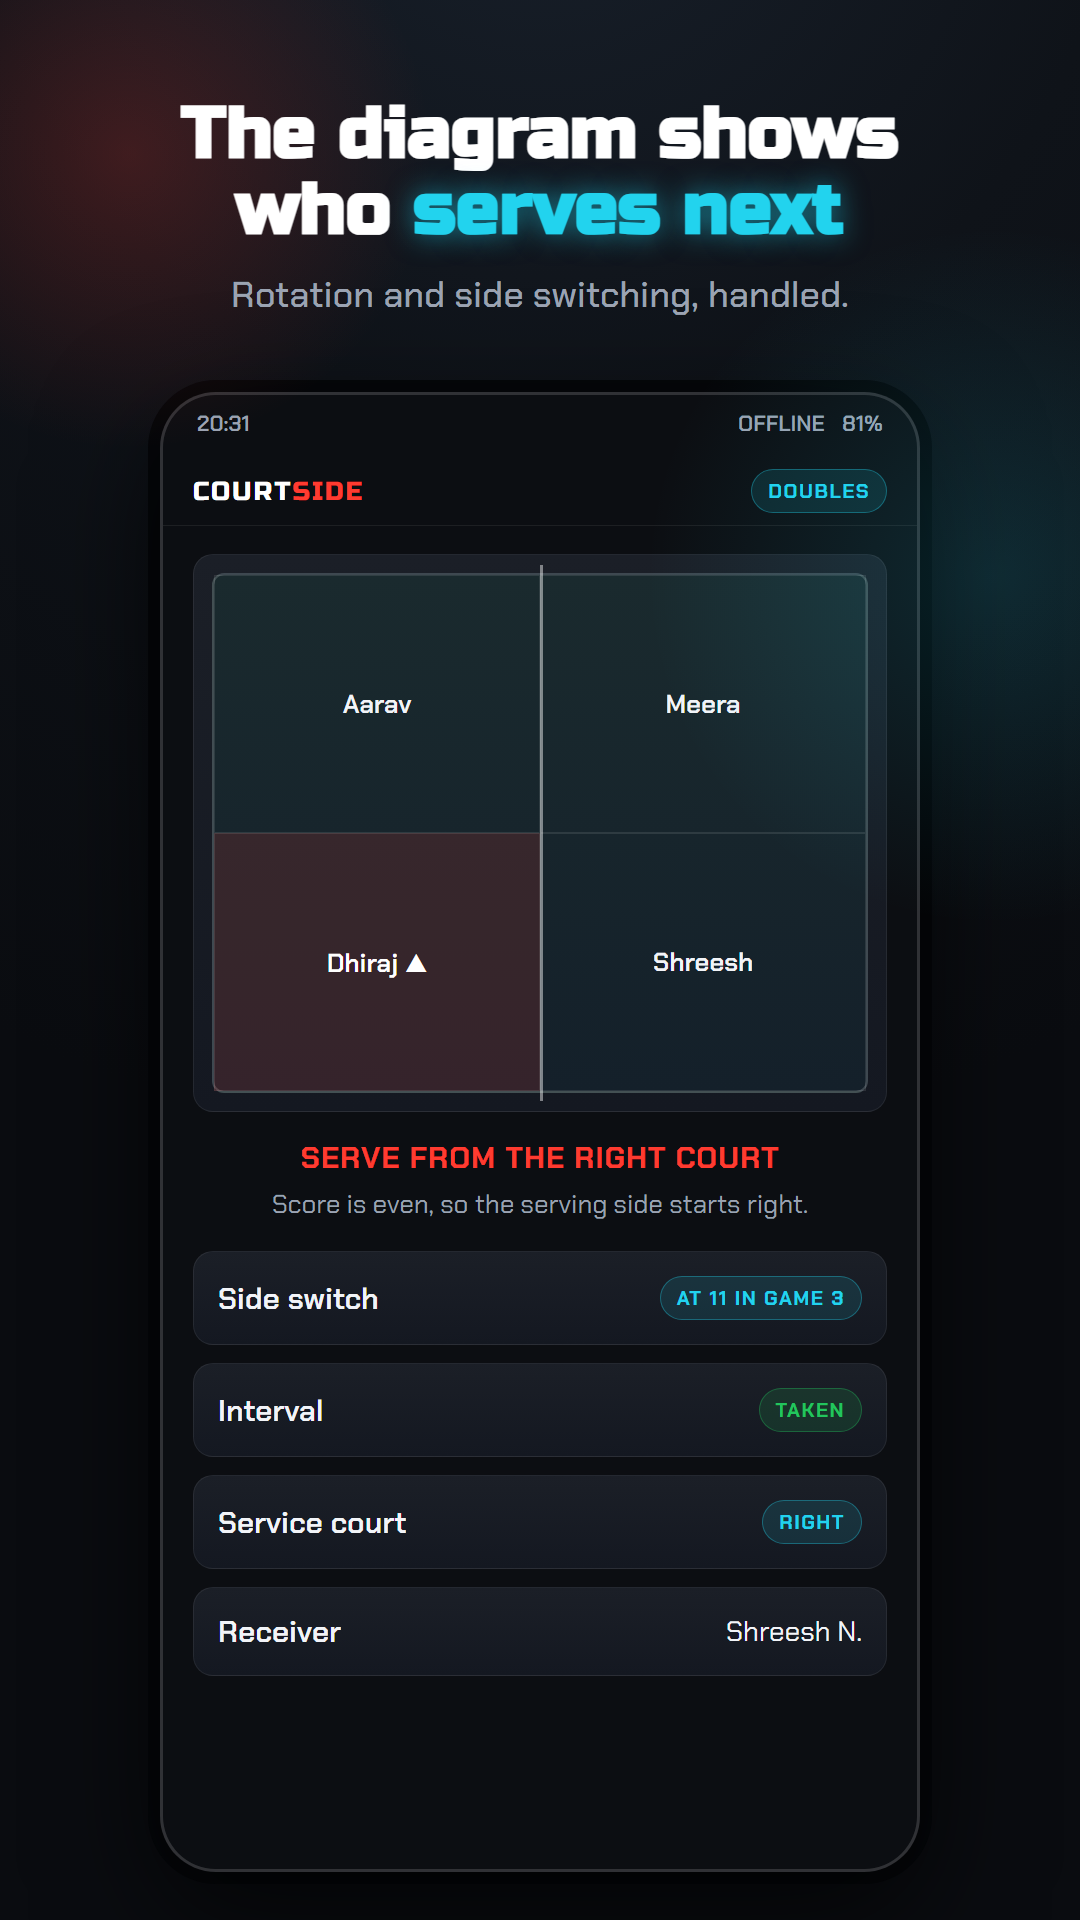 The diagram shows
who serves next
Rotation and side switching, handled.
20:31 OFFLINE 81%
COURTSIDE DOUBLES
Aarav Meera
Dhiraj ▲ Shreesh
SERVE FROM THE RIGHT COURT
Score is even, so the serving side starts right.
Side switch AT 11 IN GAME 3
Interval TAKEN
Service court RIGHT
Receiver Shreesh N.